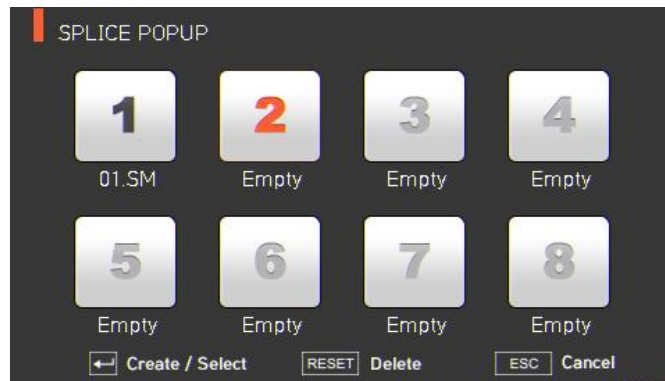 SPLICE POPUP
1 2 3 4
01.SM Empty Empty Empty
5 6 7 8
Empty Empty Empty Empty
Create / Select RESET Delete ESC Cancel